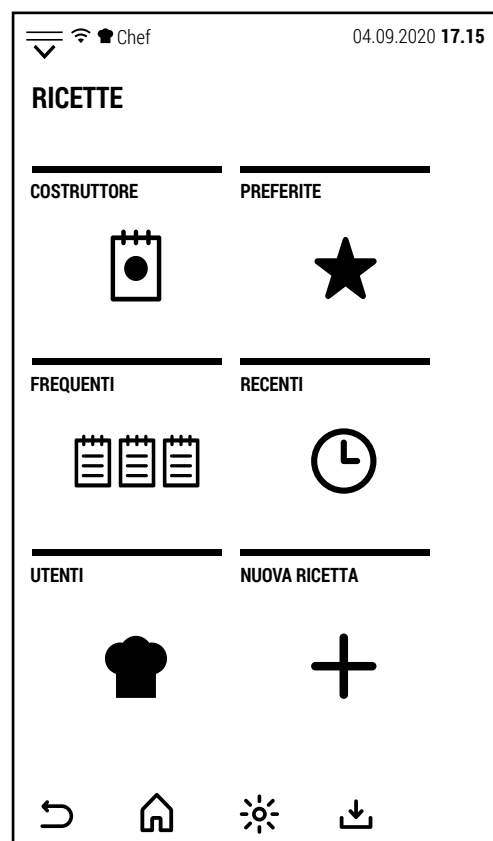 Chef 04.09.2020 17.15
RICETTE
COSTRUTTORE PREFERITE
FREQUENTI RECENTI
UTENTI NUOVA RICETTA